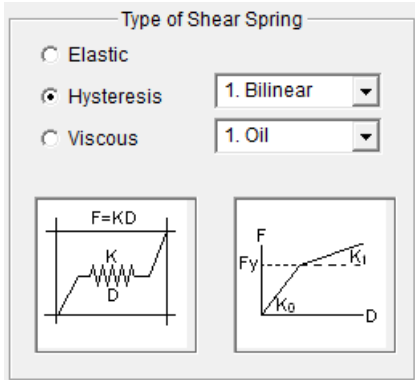 Type of Shear Spring
Elastic
Hysteresis
1. Bilinear
Viscous
1. Oil
F=KD
K
D
F
Fy
K1
K0
D